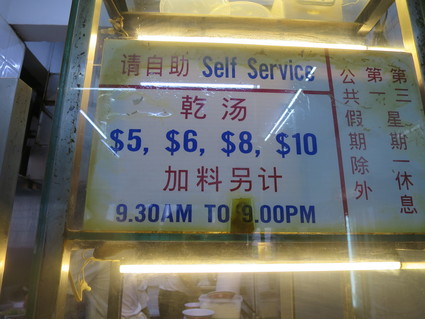 请自助 Self Service
乾汤
$5, $6, $8, $10
加料另计
9.30AM TO 9.00PM
第三星期一休息
第一
公共假期除外